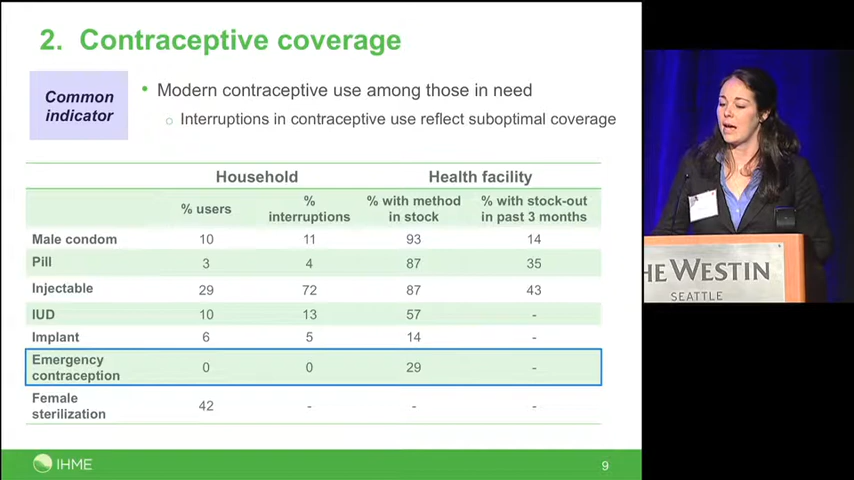 2. Contraceptive coverage
Common
indicator
• Modern contraceptive use among those in need
○ Interruptions in contraceptive use reflect suboptimal coverage
Household Health facility
% users % interruptions % with method in stock % with stock-out in past 3 months
Male condom 10 11 93 14
Pill 3 4 87 35
Injectable 29 72 87 43
IUD 10 13 57 -
Implant 6 5 14 -
Emergency contraception 0 0 29 -
Female sterilization 42 - - -
IHME
9
HE WESTIN
SEATTLE